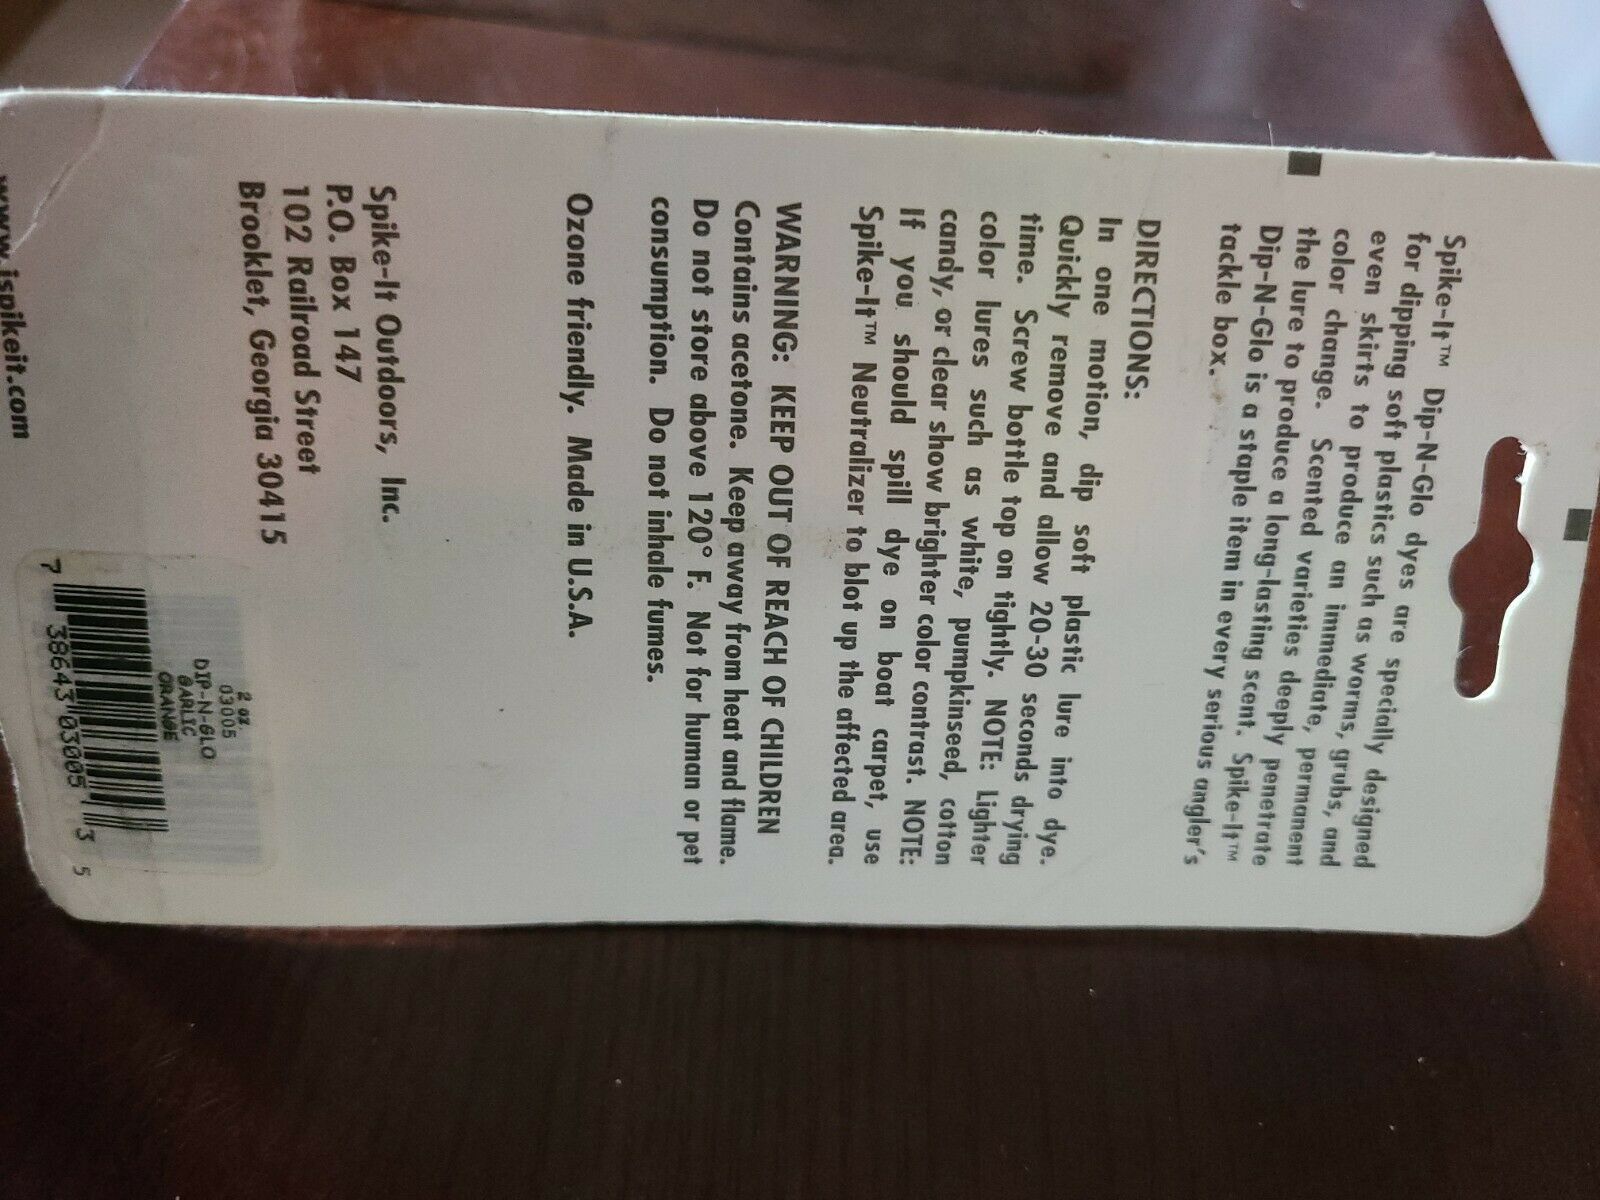 Spike-It™ Dip-N-Glo dyes are specially designed
for dipping soft plastics such as worms, grubs, and
even skirts to produce an immediate, permanent
color change. Scented varieties deeply penetrate
the lure to produce a long-lasting scent. Spike-It™
Dip-N-Glo is a staple item in every serious angler's
tackle box.
DIRECTIONS:
In one motion, dip soft plastic lure into dye.
Quickly remove and allow 20-30 seconds drying
time. Screw bottle top on tightly. NOTE: Lighter
color lures such as white, pumpkinseed, cotton
candy, or clear show brighter color contrast. NOTE:
If you should spill dye on boat carpet, use
Spike-It™ Neutralizer to blot up the affected area.
WARNING: KEEP OUT OF REACH OF CHILDREN
Contains acetone. Keep away from heat and flame.
Do not store above 120° F. Not for human or pet
consumption. Do not inhale fumes.
Ozone friendly. Made in U.S.A.
Spike-It Outdoors, Inc.
P.O. Box 147
102 Railroad Street
Brooklet, Georgia 30415
www.ispikeit.com
2 oz.
03005
DIP-N-GLO
GARLIC
ORANGE
7 38643 03005 3 5